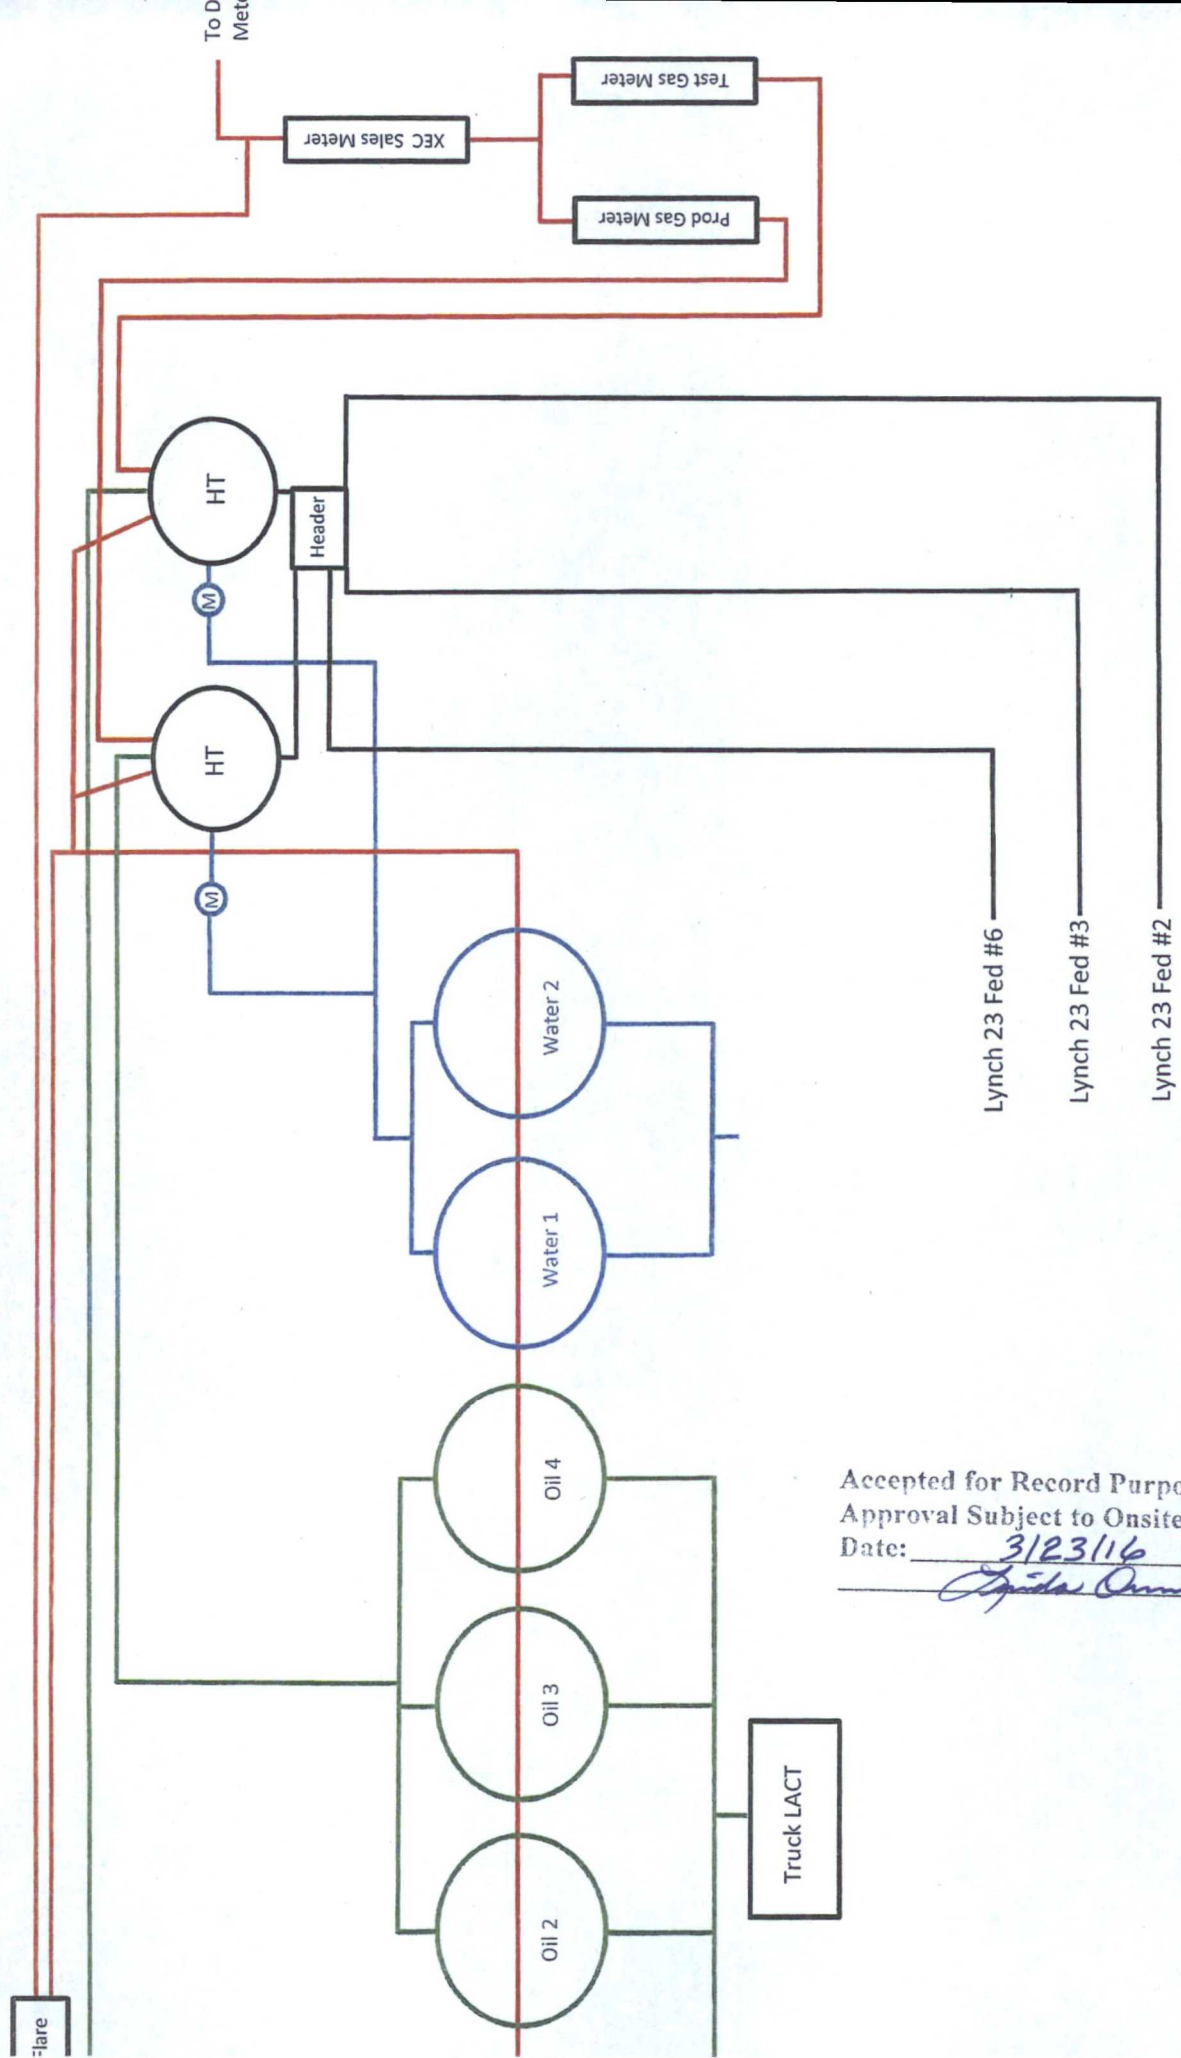 To D
Mete
XEC Sales Meter
Test Gas Meter
Prod Gas Meter
HT
Header
HT
M
M
Water 2
Water 1
Oil 4
Oil 3
Oil 2
Truck LACT
Flare
Lynch 23 Fed #6
Lynch 23 Fed #3
Lynch 23 Fed #2
Accepted for Record Purpo
Approval Subject to Onsite
Date: 3/23/16